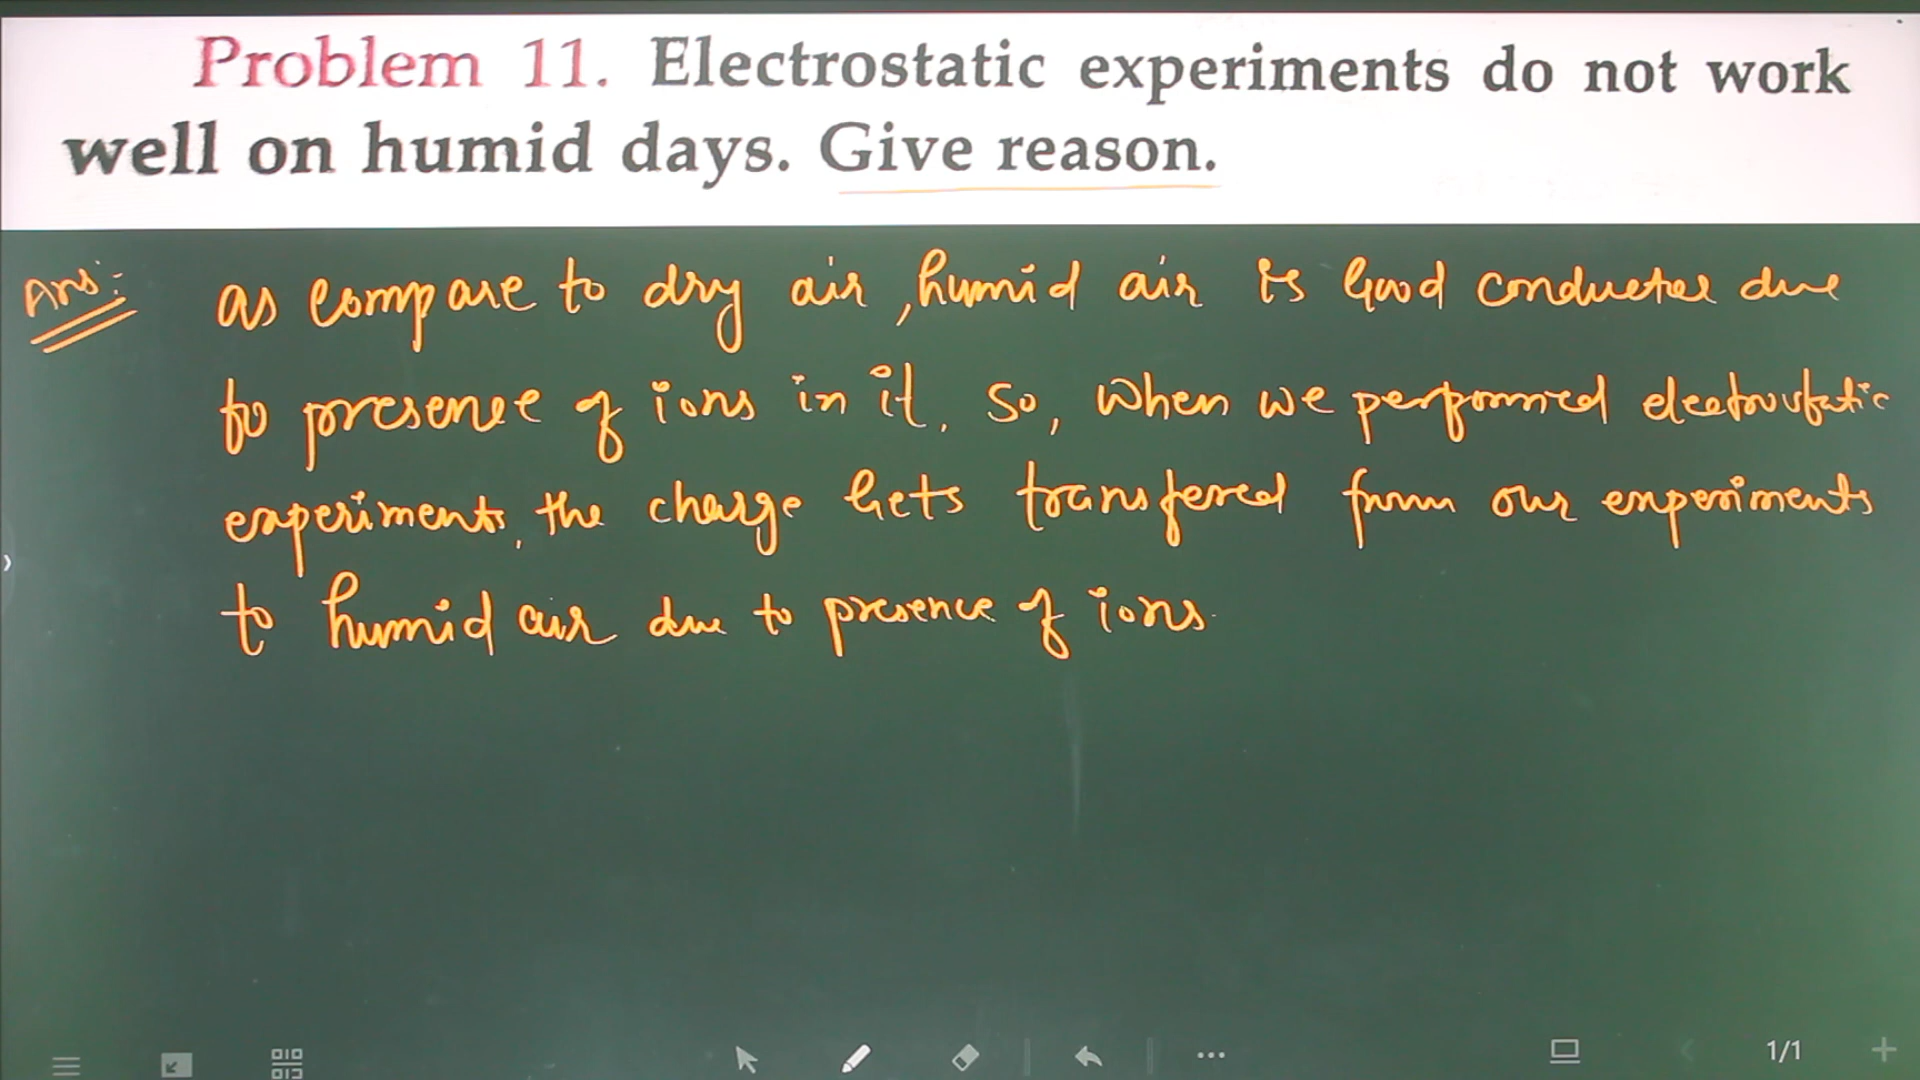 Problem 11. Electrostatic experiments do not work
well on humid days. Give reason.
Ans:
as compare to dry air, humid air is Good conductor due
to presence of ions in it. So, when we performed electrostatic
experiments, the charge Gets transfered from our experiments
to humid air due to presence of ions.
1/1